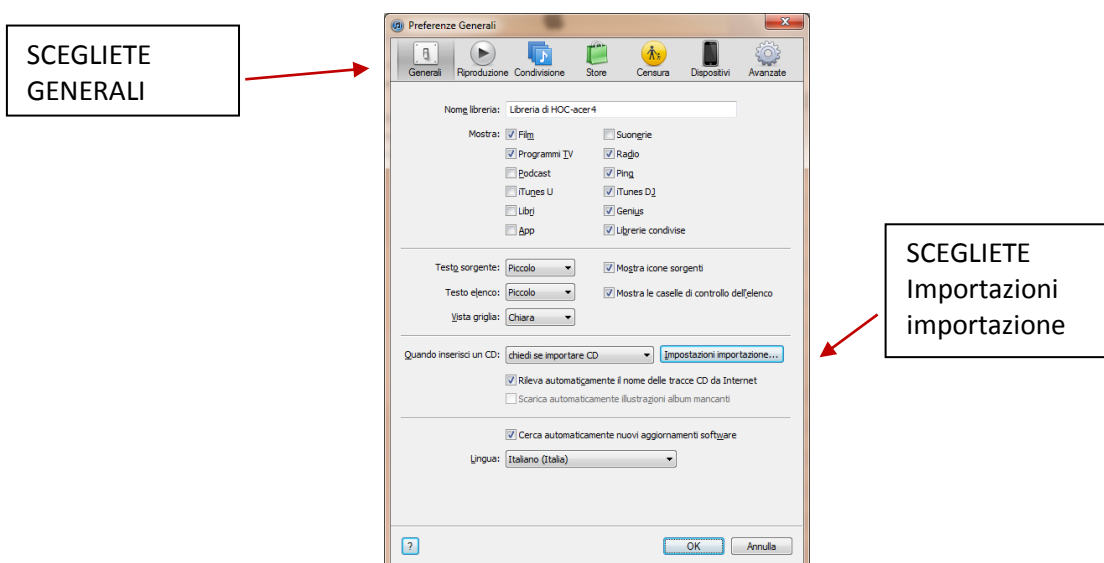 SCEGLIETE
GENERALI
Preferenze Generali
Generali Riproduzione Condivisione Store Censura Dispositivi Avanzate
Nome libreria: Libreria di HOC-acer4
Mostra: Film Suonerie
Programmi TV Radio
Podcast Ping
iTunes U iTunes DJ
Libri Genius
App Librerie condivise
Testo sorgente: Piccolo Mostra icone sorgenti
Testo elenco: Piccolo Mostra le caselle di controllo dell'elenco
Vista griglia: Chiara
Quando inserisci un CD: chiedi se importare CD Impostazioni importazione...
Rileva automaticamente il nome delle tracce CD da Internet
Scarica automaticamente illustrazioni album mancanti
Cerca automaticamente nuovi aggiornamenti software
Lingua: Italiano (Italia)
? OK Annulla
SCEGLIETE
Importazioni
importazione